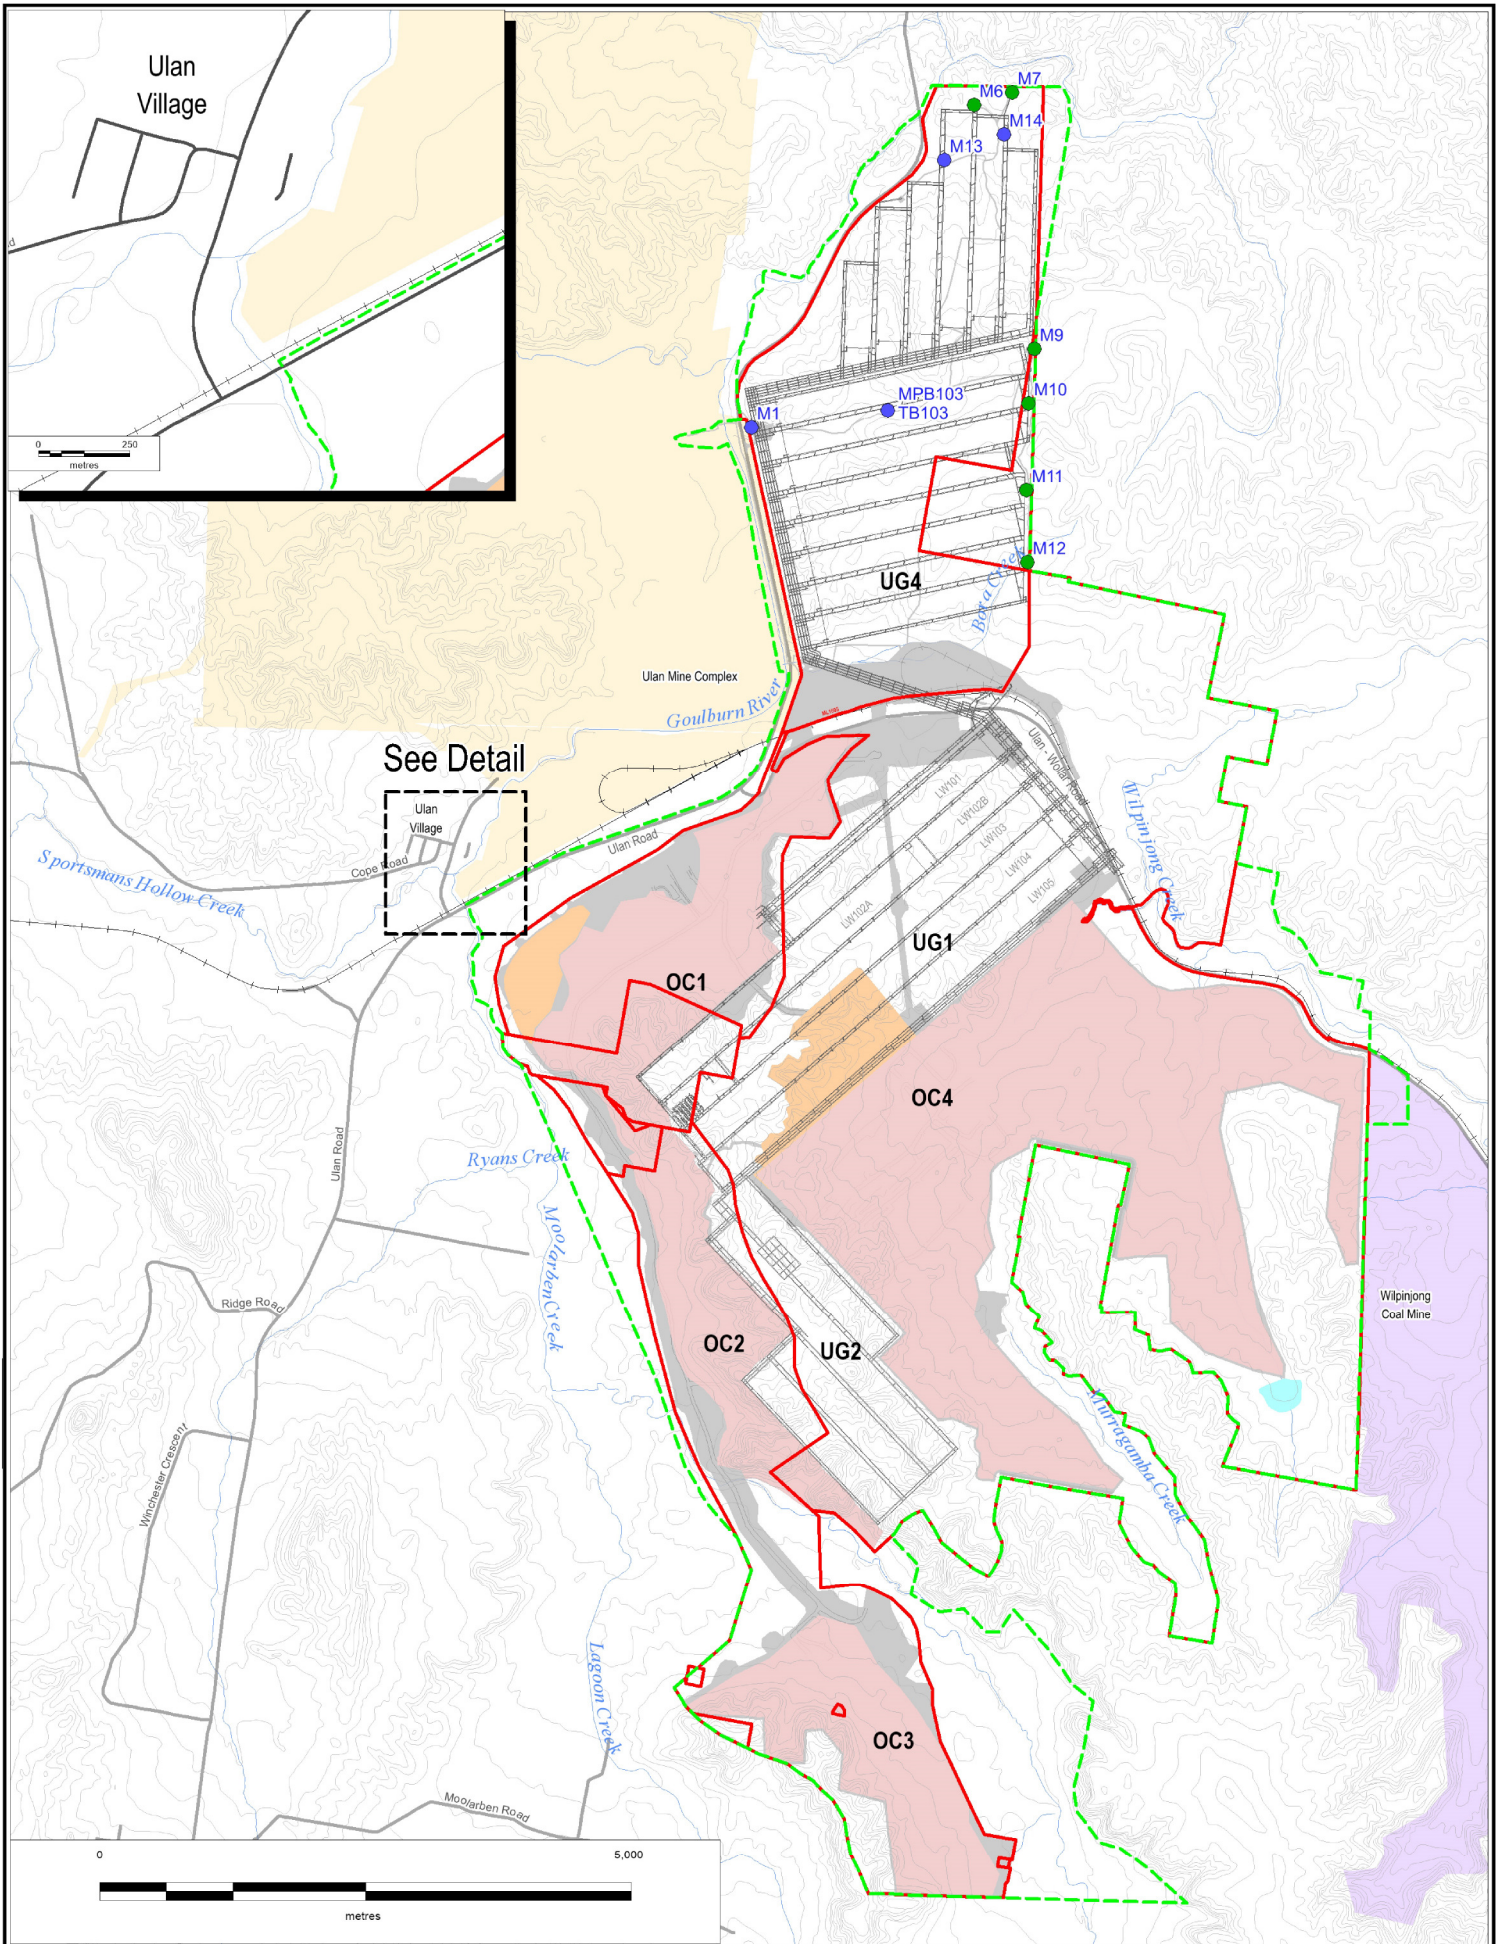 Ulan
Village
0
250
metres
M6
M7
M14
M13
M9
MPB103
TB103
M10
M1
M11
M12
UG4
Bora Creek
Ulan Mine Complex
Goulburn River
See Detail
Ulan
Village
Cope Road
Ulan Road
Sportsmans Hollow Creek
Ulan - Wollar Road
Wilpinjong Creek
LW101
LW102B
LW103
LW104
LW105
LW102A
UG1
OC1
OC4
Ulan Road
Ryans Creek
Moolarben Creek
Ridge Road
Wilpinjong
Coal Mine
OC2
UG2
Murragamba Creek
Winchester Crescent
Lagoon Creek
OC3
Moolarben Road
0
5,000
metres